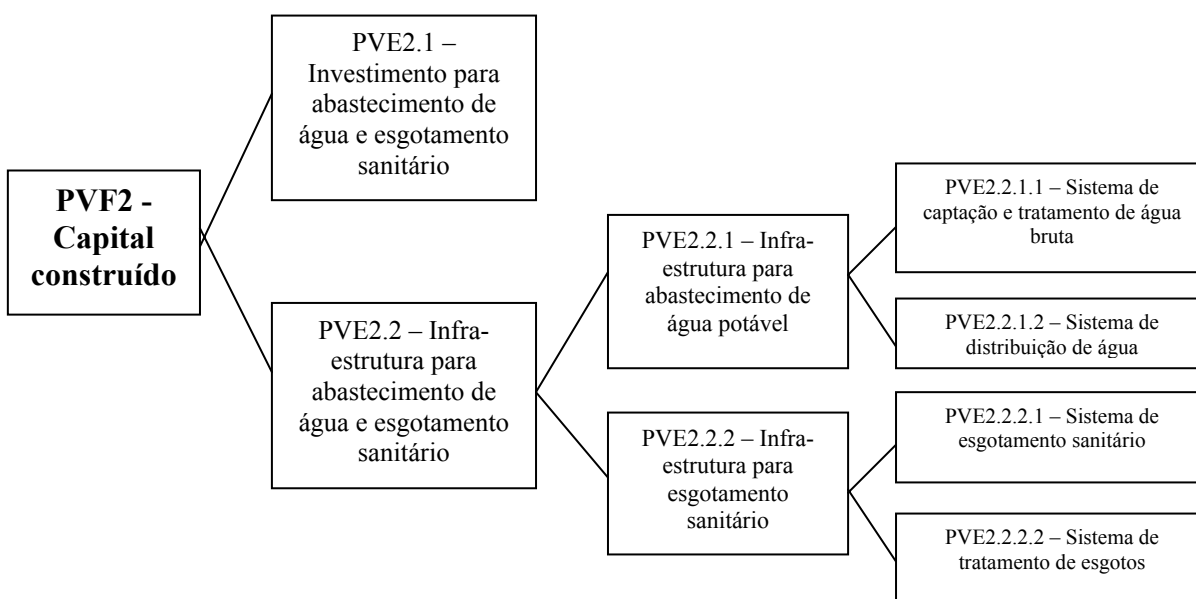 PVF2 -
Capital
construído
PVE2.1 –
Investimento para
abastecimento de
água e esgotamento
sanitário
PVE2.2 – Infra-
estrutura para
abastecimento de
água e esgotamento
sanitário
PVE2.2.1 – Infra-
estrutura para
abastecimento de
água potável
PVE2.2.2 – Infra-
estrutura para
esgotamento
sanitário
PVE2.2.1.1 – Sistema de
captação e tratamento de água
bruta
PVE2.2.1.2 – Sistema de
distribuição de água
PVE2.2.2.1 – Sistema de
esgotamento sanitário
PVE2.2.2.2 – Sistema de
tratamento de esgotos